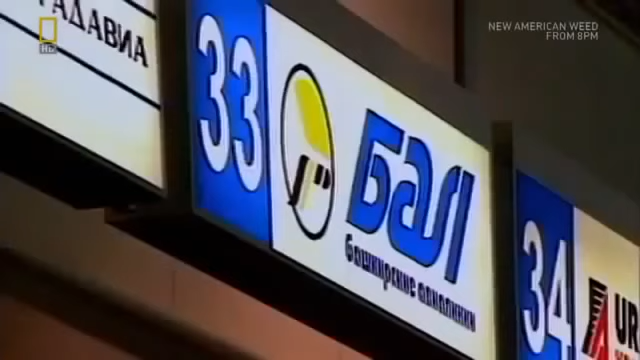 NEW AMERICAN WEED
FROM 8PM
HD
РАДАВИА
33
БАЛ
башкирские авиалинии
34
UR